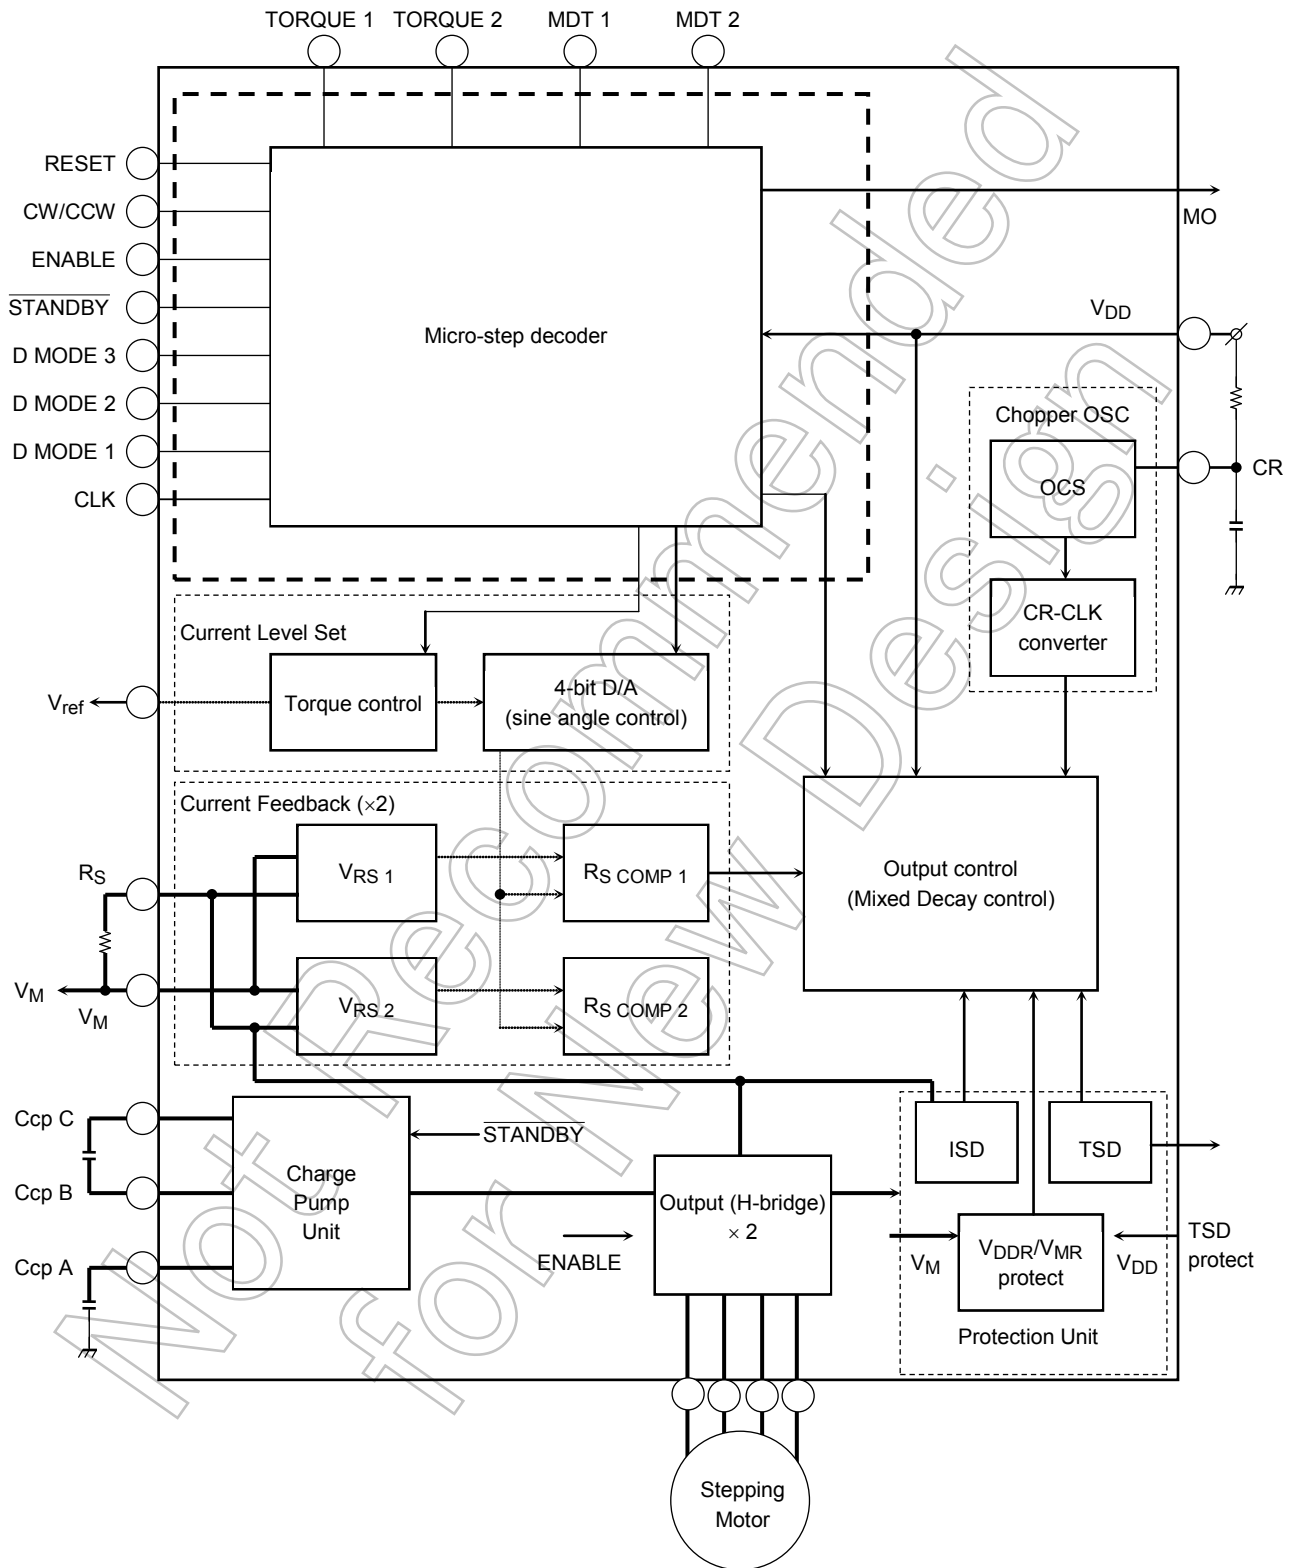 TORQUE 1 TORQUE 2 MDT 1 MDT 2
RESET
CW/CCW
ENABLE
STANDBY
D MODE 3
D MODE 2
D MODE 1
CLK
Micro-step decoder
MO
VDD
Chopper OSC
OCS
CR
CR-CLK
converter
Current Level Set
Vref
Torque control
4-bit D/A
(sine angle control)
Current Feedback (×2)
RS
VM
VM
VRS 1
RS COMP 1
VRS 2
RS COMP 2
Output control
(Mixed Decay control)
Ccp C
Ccp B
Ccp A
Charge
Pump
Unit
STANDBY
ENABLE
Output (H-bridge)
× 2
ISD
TSD
VM
VDDR/VMR
protect
VDD
TSD
protect
Protection Unit
Stepping
Motor
Not Recommended
for New Design